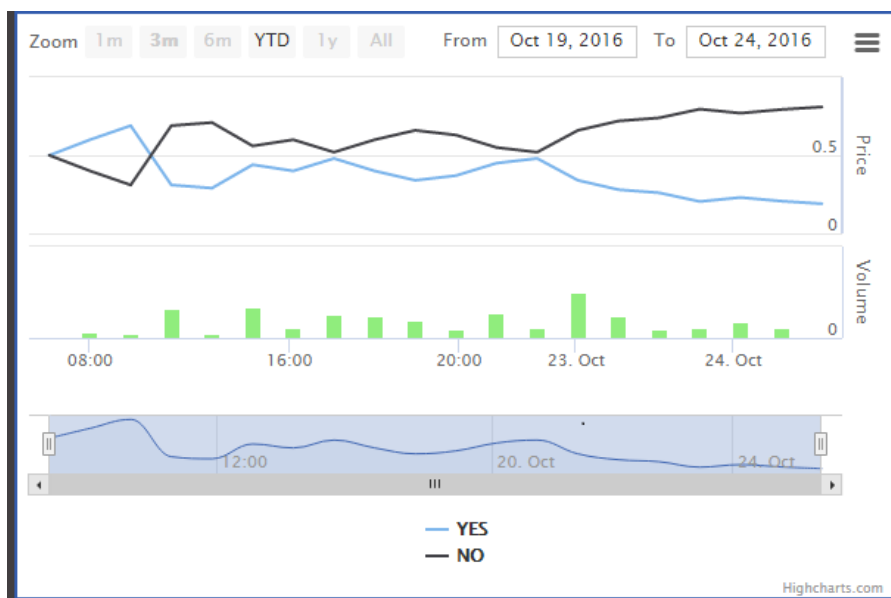 Zoom 1m 3m 6m YTD 1y All From Oct 19, 2016 To Oct 24, 2016
0.5
Price
0
Volume
0
08:00 16:00 20:00 23. Oct 24. Oct
12:00 20. Oct 24. Oct
YES
NO
Highcharts.com